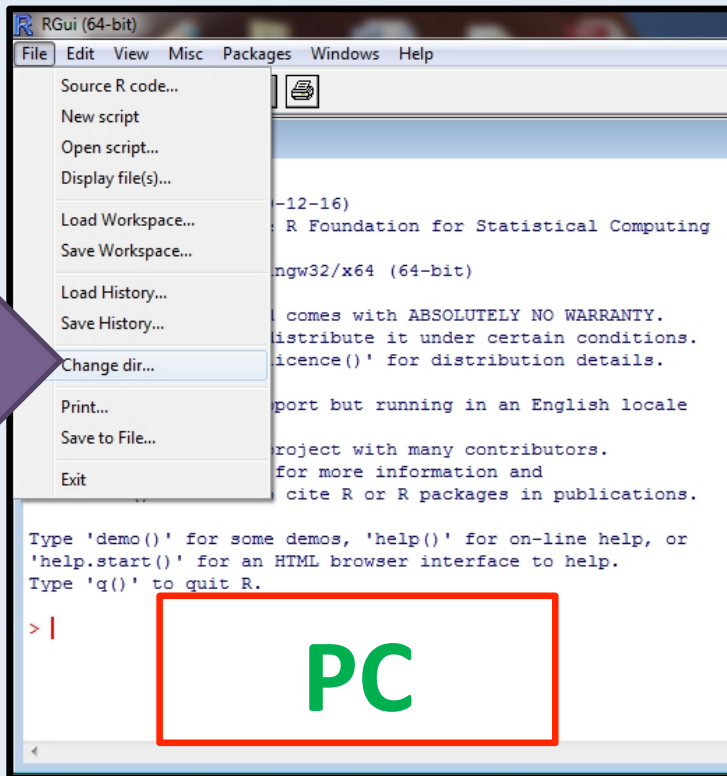 RGui (64-bit)
File Edit View Misc Packages Windows Help
Source R code...
New script
Open script...
Display file(s)...
Load Workspace...
Save Workspace...
Load History...
Save History...
Change dir...
Print...
Save to File...
Exit
-12-16)
R Foundation for Statistical Computing
ngw32/x64 (64-bit)
comes with ABSOLUTELY NO WARRANTY.
distribute it under certain conditions.
icence()' for distribution details.
port but running in an English locale
roject with many contributors.
for more information and
cite R or R packages in publications.
Type 'demo()' for some demos, 'help()' for on-line help, or
'help.start()' for an HTML browser interface to help.
Type 'q()' to quit R.
>
PC